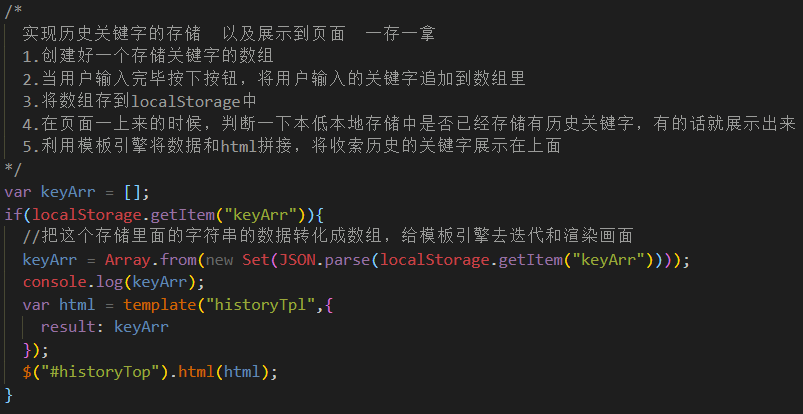 /*
实现历史关键字的存储  以及展示到页面  一存一拿
1.创建好一个存储关键字的数组
2.当用户输入完毕按下按钮，将用户输入的关键字追加到数组里
3.将数组存到localStorage中
4.在页面一上来的时候，判断一下本低本地存储中是否已经存储有历史关键字，有的话就展示出来
5.利用模板引擎将数据和html拼接，将收索历史的关键字展示在上面
*/
var keyArr = [];
if(localStorage.getItem("keyArr")){
  //把这个存储里面的字符串的数据转化成数组，给模板引擎去迭代和渲染画面
  keyArr = Array.from(new Set(JSON.parse(localStorage.getItem("keyArr"))));
  console.log(keyArr);
  var html = template("historyTpl",{
    result: keyArr
  });
  $("#historyTop").html(html);
}